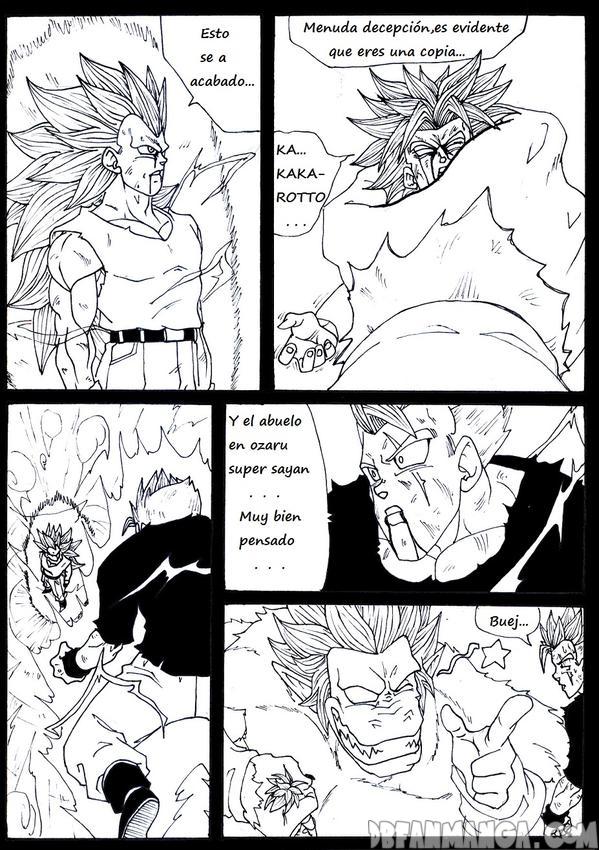 Esto
se a
acabado...
Menuda decepción,es evidente
que eres una copia...
KA...
KAKA-
ROTTO
. . .
Y el abuelo
en ozaru
super sayan
. . . .
Muy bien
pensado
. . .
Buej...
DBFANMANGA.COM